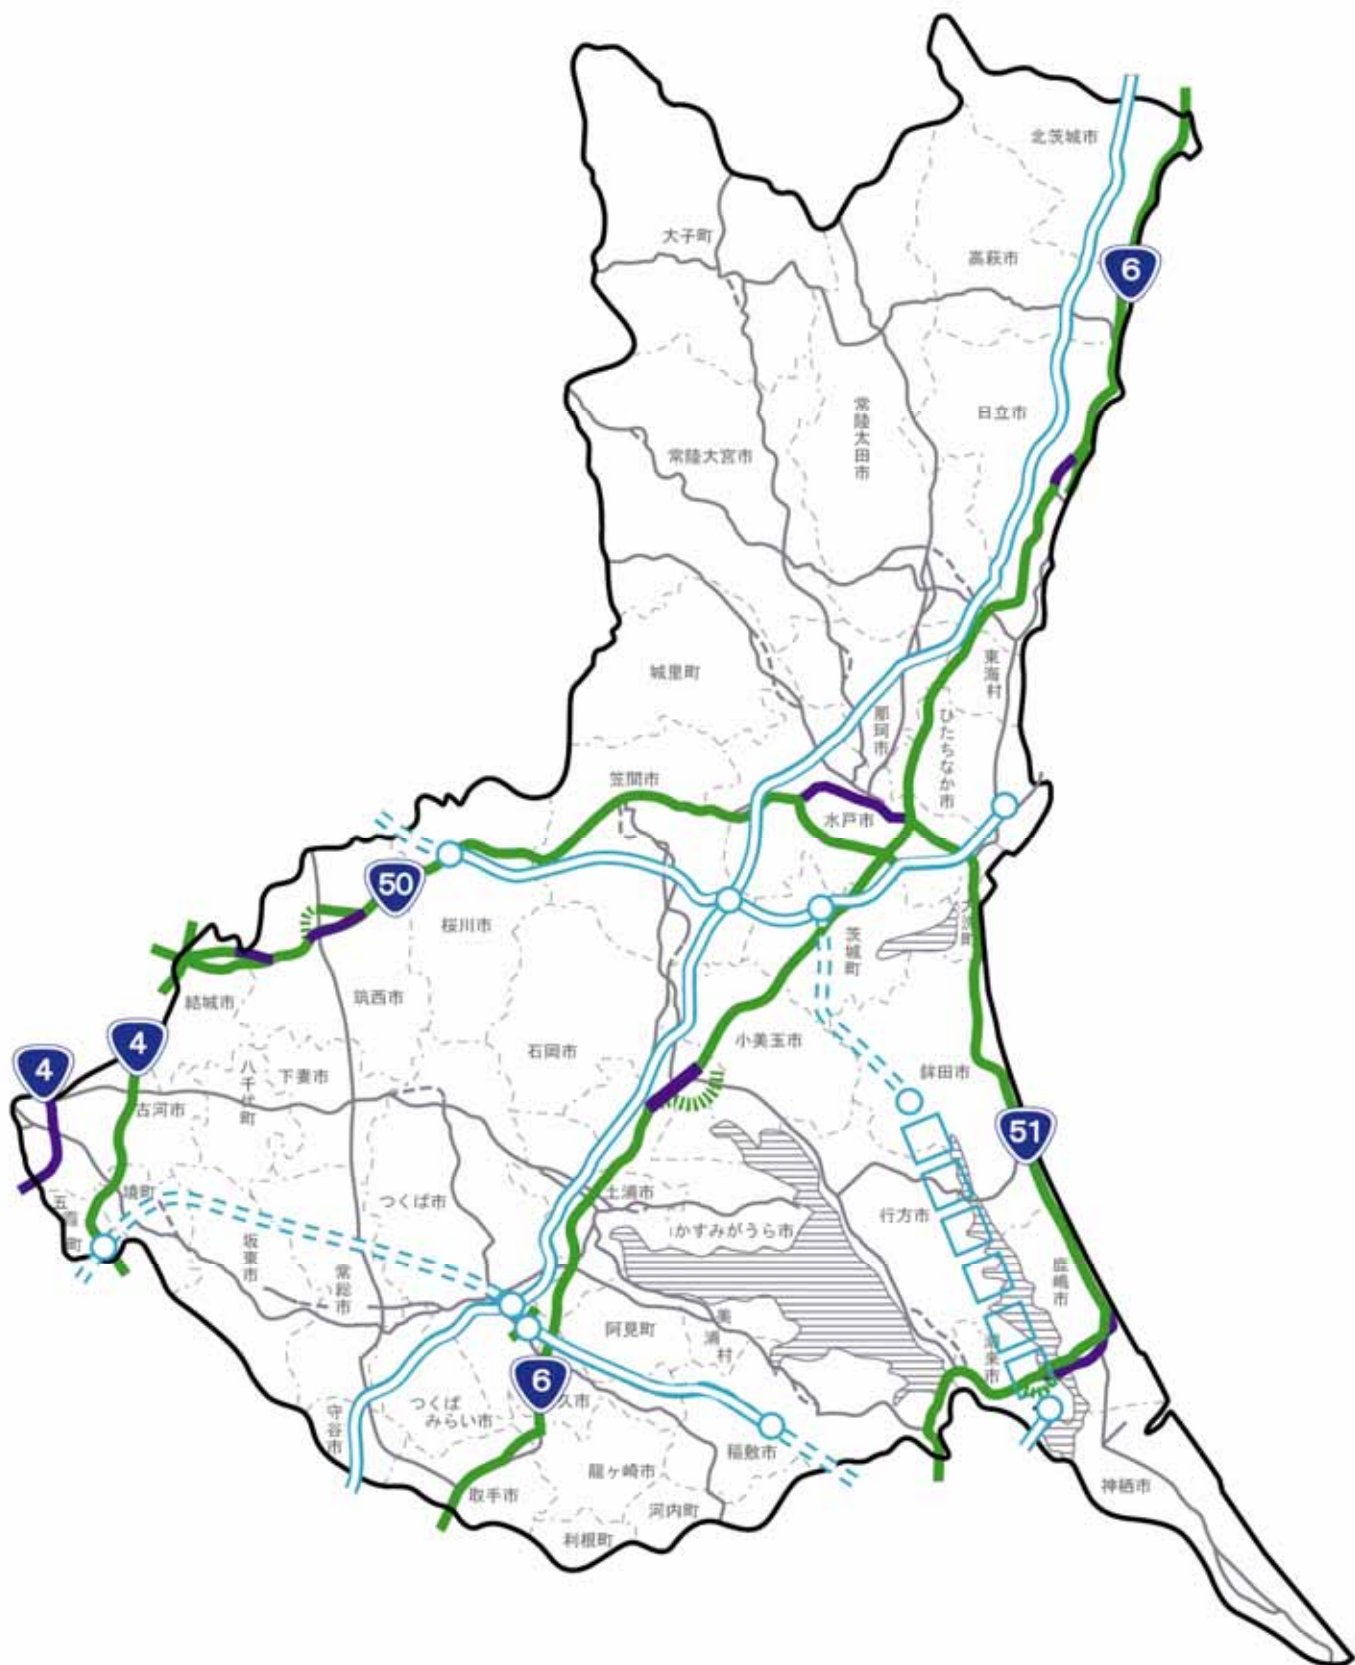 北茨城市
大子町
高萩市
6
常陸太田市
日立市
常陸大宮市
東海村
城里町
那珂市
ひたちなか市
笠間市
水戸市
50
桜川市
大洗町
茨城町
結城市
筑西市
小美玉市
石岡市
4
4
八千代町
下妻市
鉾田市
古河市
51
境町
土浦市
つくば市
五霞町
かすみがうら市
行方市
坂東市
常総市
鹿嶋市
阿見町
美浦村
潮来市
6
久市
つくば
みらい市
守谷市
稲敷市
龍ヶ崎市
神栖市
取手市
河内町
利根町